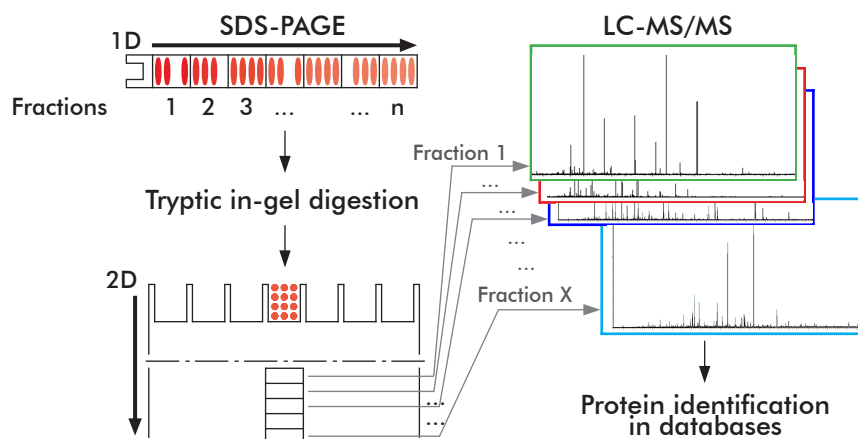 SDS-PAGE
1D
Fractions 1 2 3 ... ... n
Tryptic in-gel digestion
2D
...
...
LC-MS/MS
Fraction 1
...
...
...
...
Fraction X
Protein identification
in databases